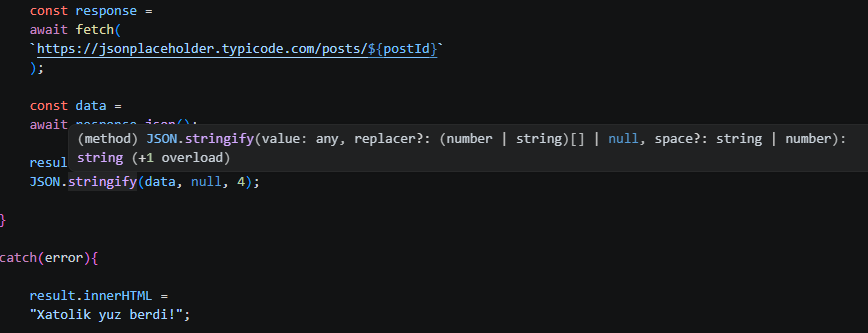 const response =
await fetch(
`https://jsonplaceholder.typicode.com/posts/${postId}`
);
const data =
await response.json();
(method) JSON.stringify(value: any, replacer?: (number | string)[] | null, space?: string | number):
string (+1 overload)
resul
JSON.stringify(data, null, 4);
}
catch(error){
result.innerHTML =
"Xatolik yuz berdi!";